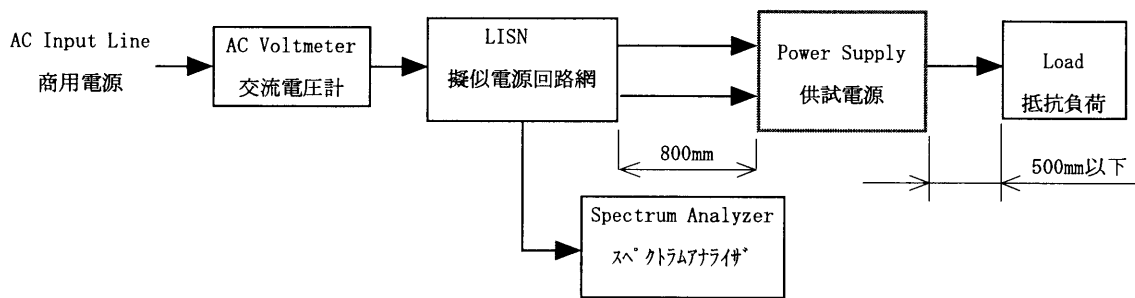 AC Input Line
商用電源
AC Voltmeter
交流電圧計
LISN
擬似電源回路網
Power Supply
供試電源
Load
抵抗負荷
800mm
500mm以下
Spectrum Analyzer
ｽﾍﾟｸﾄﾗﾑｱﾅﾗｲｻﾞ